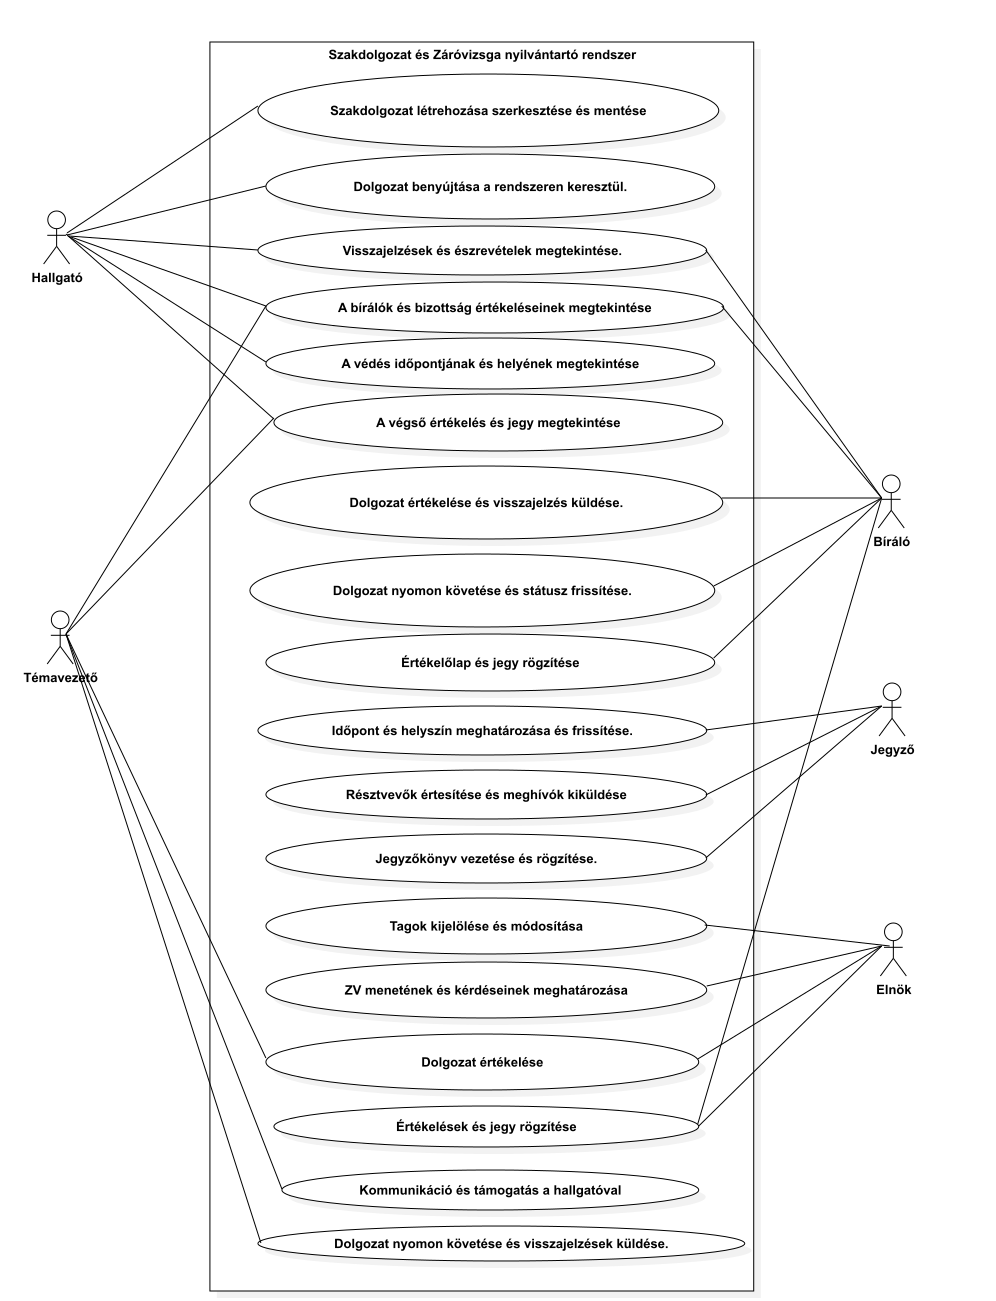 Szakdolgozat és Záróvizsga nyilvántartó rendszer
Szakdolgozat létrehozása szerkesztése és mentése
Dolgozat benyújtása a rendszeren keresztül.
Visszajelzések és észrevételek megtekintése.
Hallgató
A bírálók és bizottság értékeléseinek megtekintése
A védés időpontjának és helyének megtekintése
A végső értékelés és jegy megtekintése
Dolgozat értékelése és visszajelzés küldése.
Bíráló
Dolgozat nyomon követése és státusz frissítése.
Értékelőlap és jegy rögzítése
Témavezető
Időpont és helyszín meghatározása és frissítése.
Jegyző
Résztvevők értesítése és meghívók kiküldése
Jegyzőkönyv vezetése és rögzítése.
Tagok kijelölése és módosítása
ZV menetének és kérdéseinek meghatározása
Elnök
Dolgozat értékelése
Értékelések és jegy rögzítése
Kommunikáció és támogatás a hallgatóval
Dolgozat nyomon követése és visszajelzések küldése.